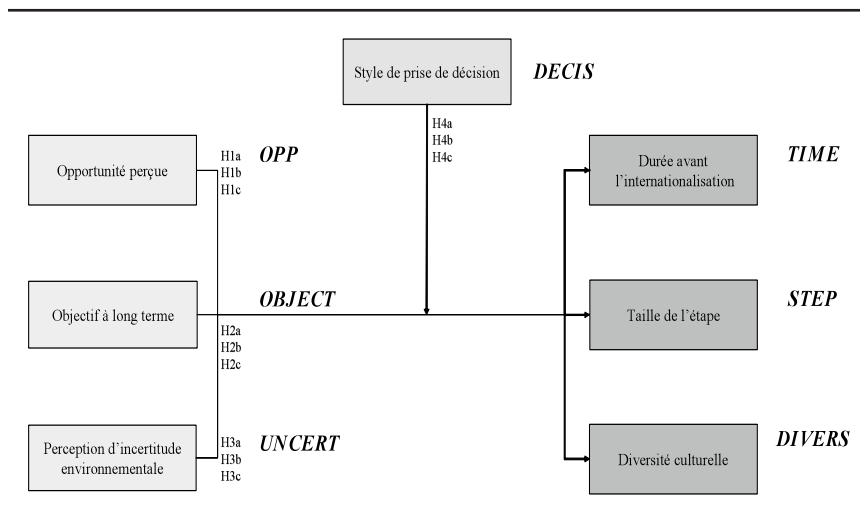 Style de prise de décision
DECIS
H4a
H4b
H4c
Opportunité perçue
H1a
H1b
H1c
OPP
Durée avant
l’internationalisation
TIME
Objectif à long terme
OBJECT
H2a
H2b
H2c
Taille de l’étape
STEP
Perception d’incertitude
environnementale
H3a
H3b
H3c
UNCERT
Diversité culturelle
DIVERS